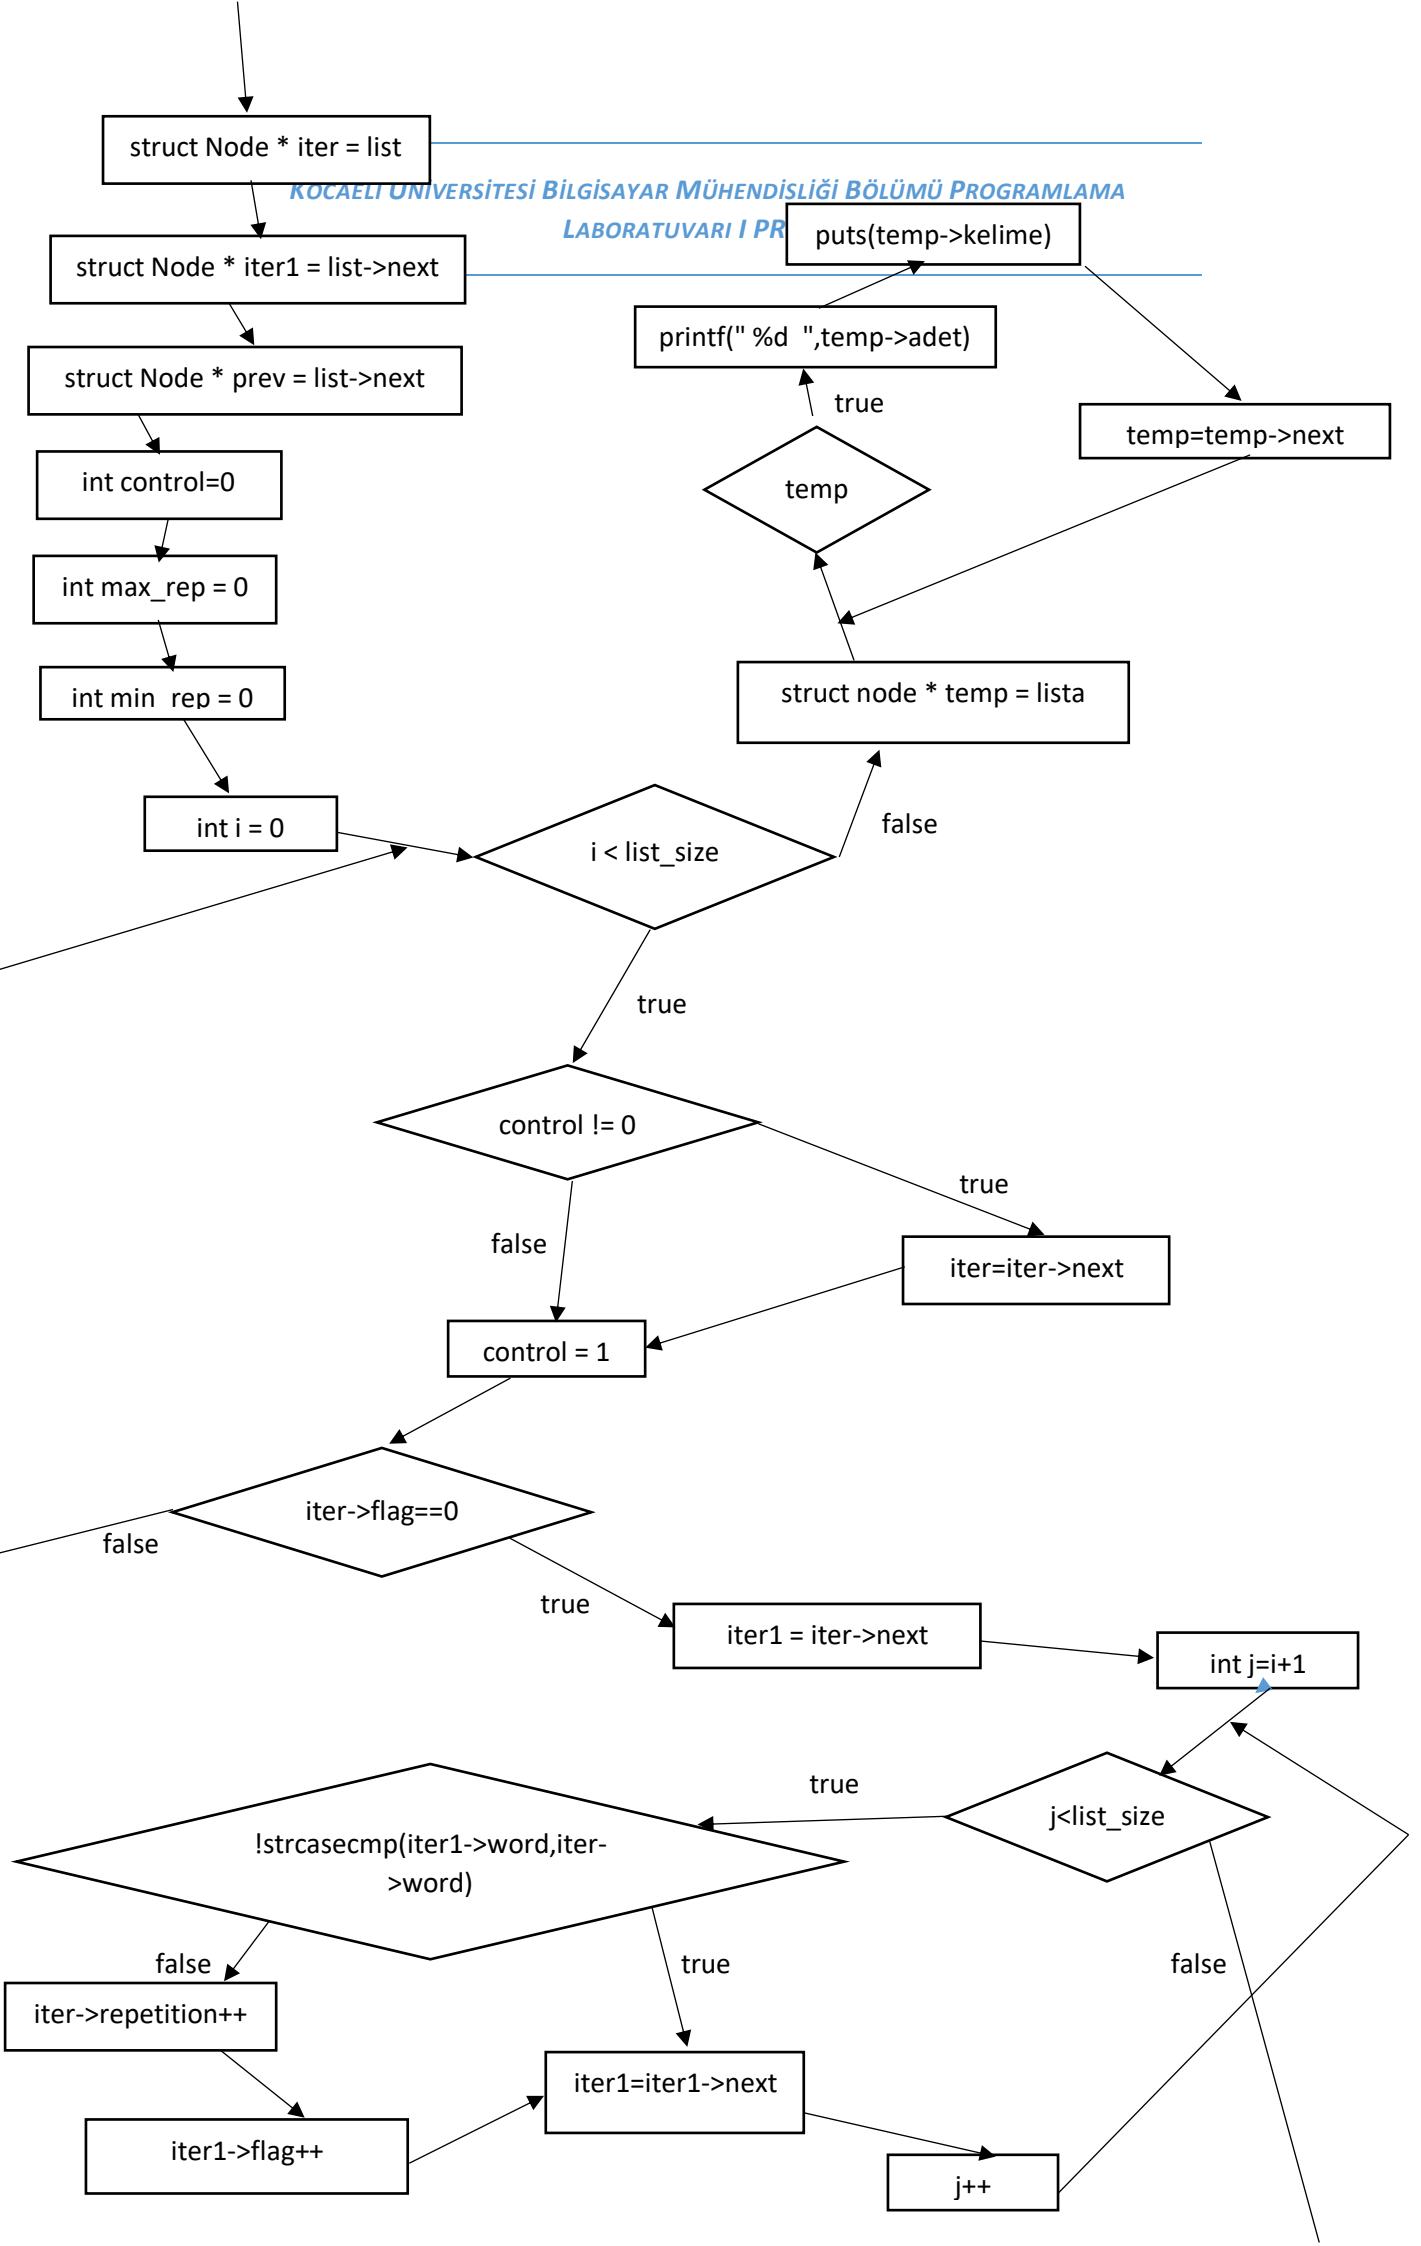 struct Node * iter = list
KOCAELİ ÜNİVERSİTESİ BİLGİSAYAR MÜHENDİSLİĞİ BÖLÜMÜ PROGRAMLAMA
LABORATUVARI I
puts(temp->kelime)
struct Node * iter1 = list->next
printf(" %d ",temp->adet)
struct Node * prev = list->next
true
temp=temp->next
int control=0
temp
int max_rep = 0
int min_rep = 0
struct node * temp = lista
int i = 0
i < list_size
false
true
control != 0
true
false
iter=iter->next
control = 1
iter->flag==0
false
true
iter1 = iter->next
int j=i+1
true
j<list_size
!strcasecmp(iter1->word,iter-
>word)
false
true
false
iter->repetition++
iter1=iter1->next
iter1->flag++
j++